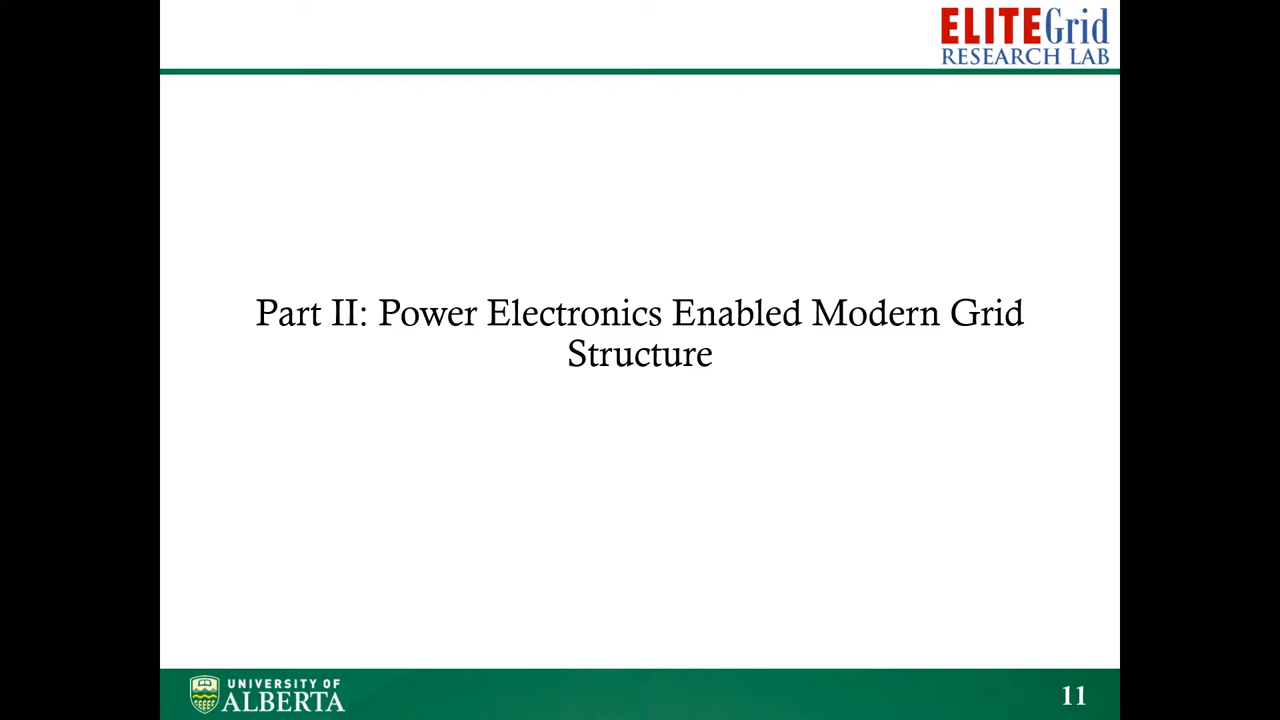 ELITEGrid
RESEARCH LAB
Part II: Power Electronics Enabled Modern Grid
Structure
UNIVERSITY OF
ALBERTA
11